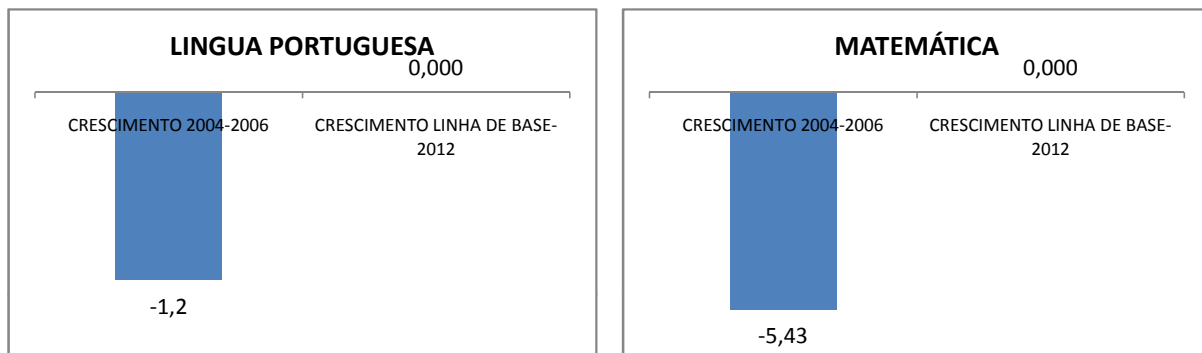 LINGUA PORTUGUESA
0,000
CRESCIMENTO 2004-2006
CRESCIMENTO LINHA DE BASE-
2012
-1,2
MATEMÁTICA
0,000
CRESCIMENTO 2004-2006
CRESCIMENTO LINHA DE BASE-
2012
-5,43